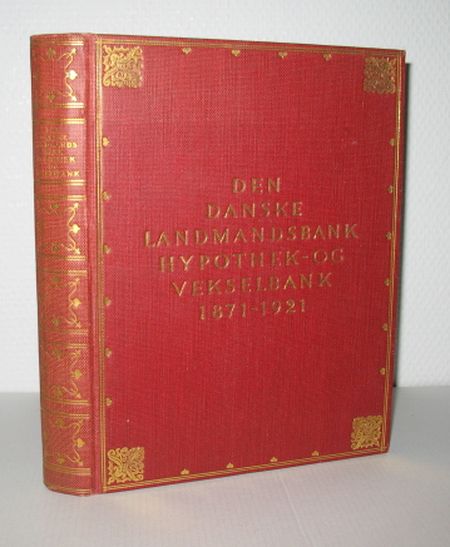 DEN
DANSKE
LANDMANDSBANK
HYPOTHEK-OG
VEKSELBANK
1871-1921